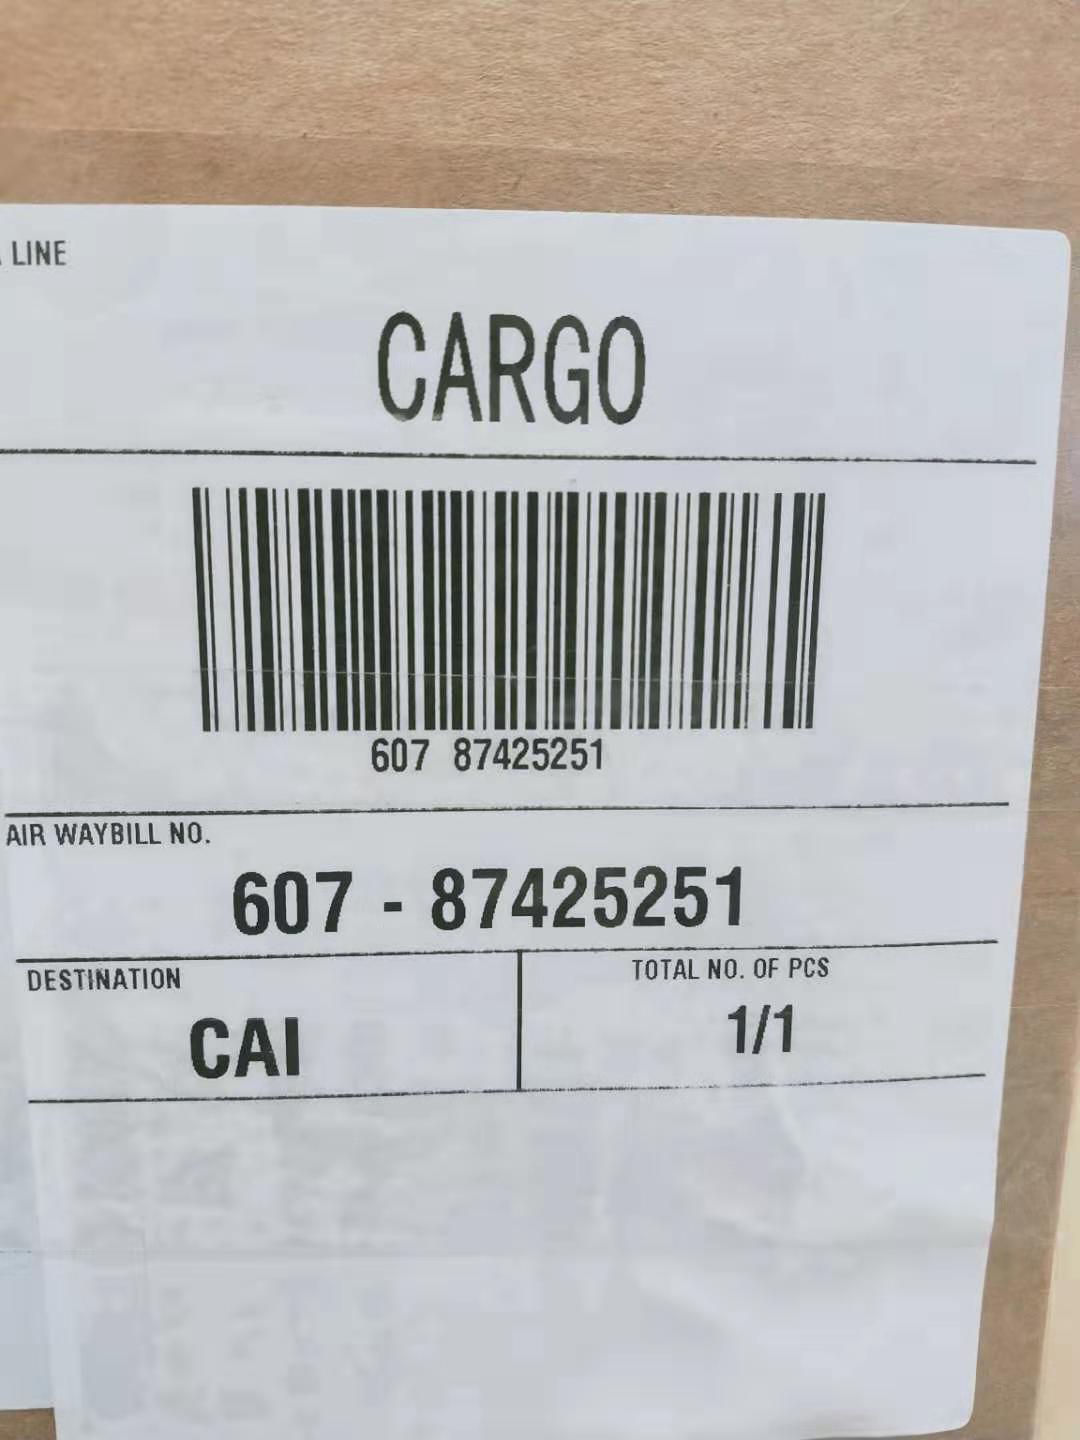 LINE
CARGO
607 87425251
AIR WAYBILL NO.
607 - 87425251
DESTINATION
TOTAL NO. OF PCS
CAI
1/1